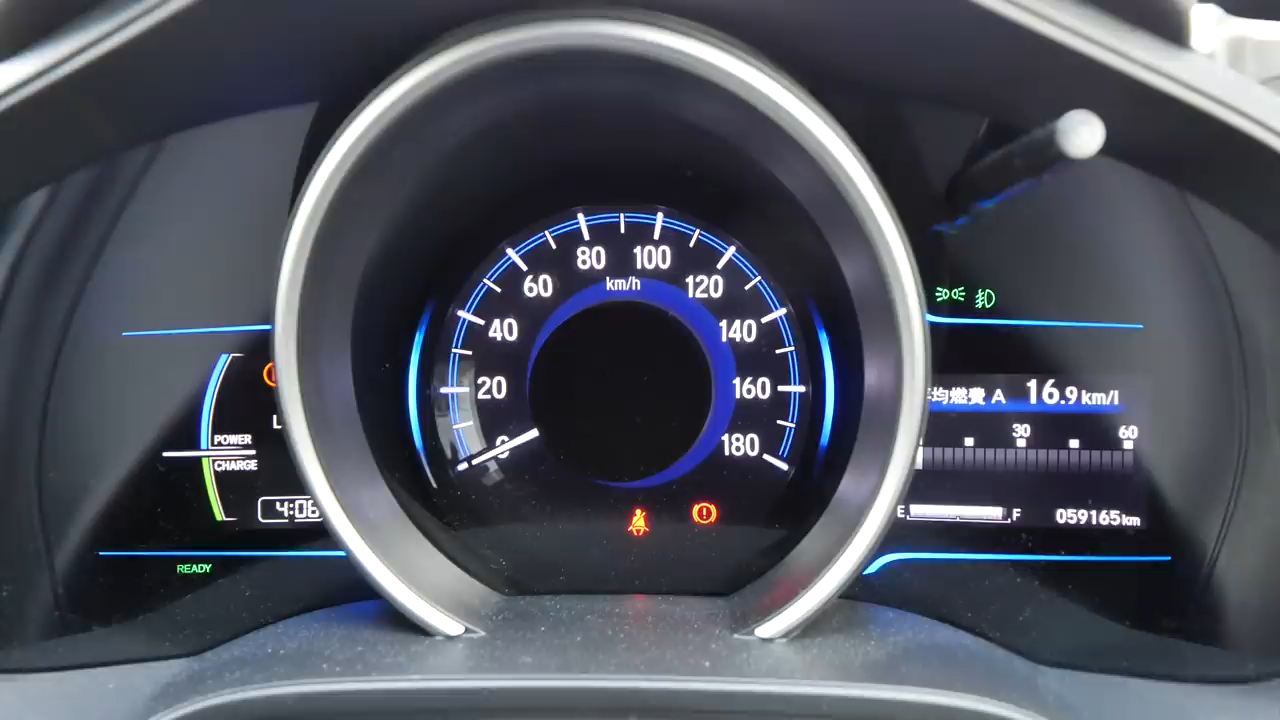 80 100
km/h
60 120
40 140
20 160
0 180
POWER
CHARGE
4:06
READY
均燃費 A 16.9 km/l
30 60
E F
059165 km